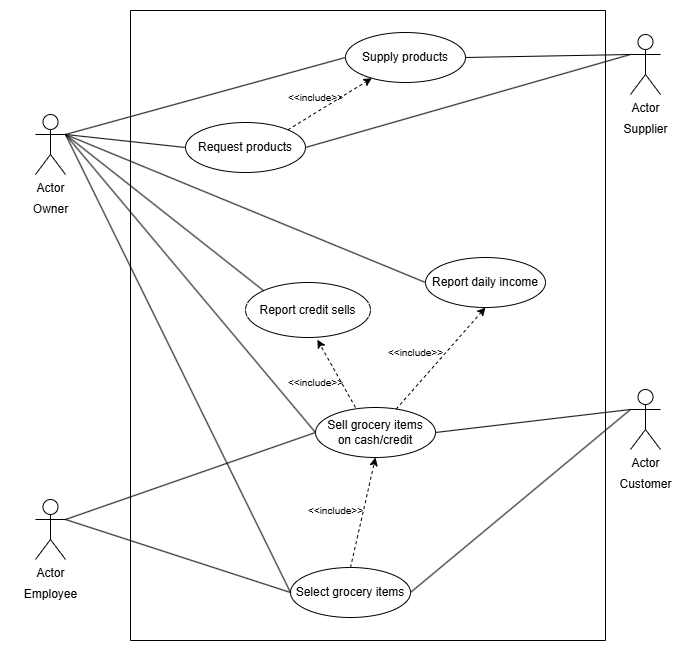 Supply products
Actor
Supplier
<<include>>
Request products
Actor
Owner
Report daily income
Report credit sells
<<include>>
<<include>>
Sell grocery items
on cash/credit
Actor
Customer
<<include>>
Actor
Employee
Select grocery items